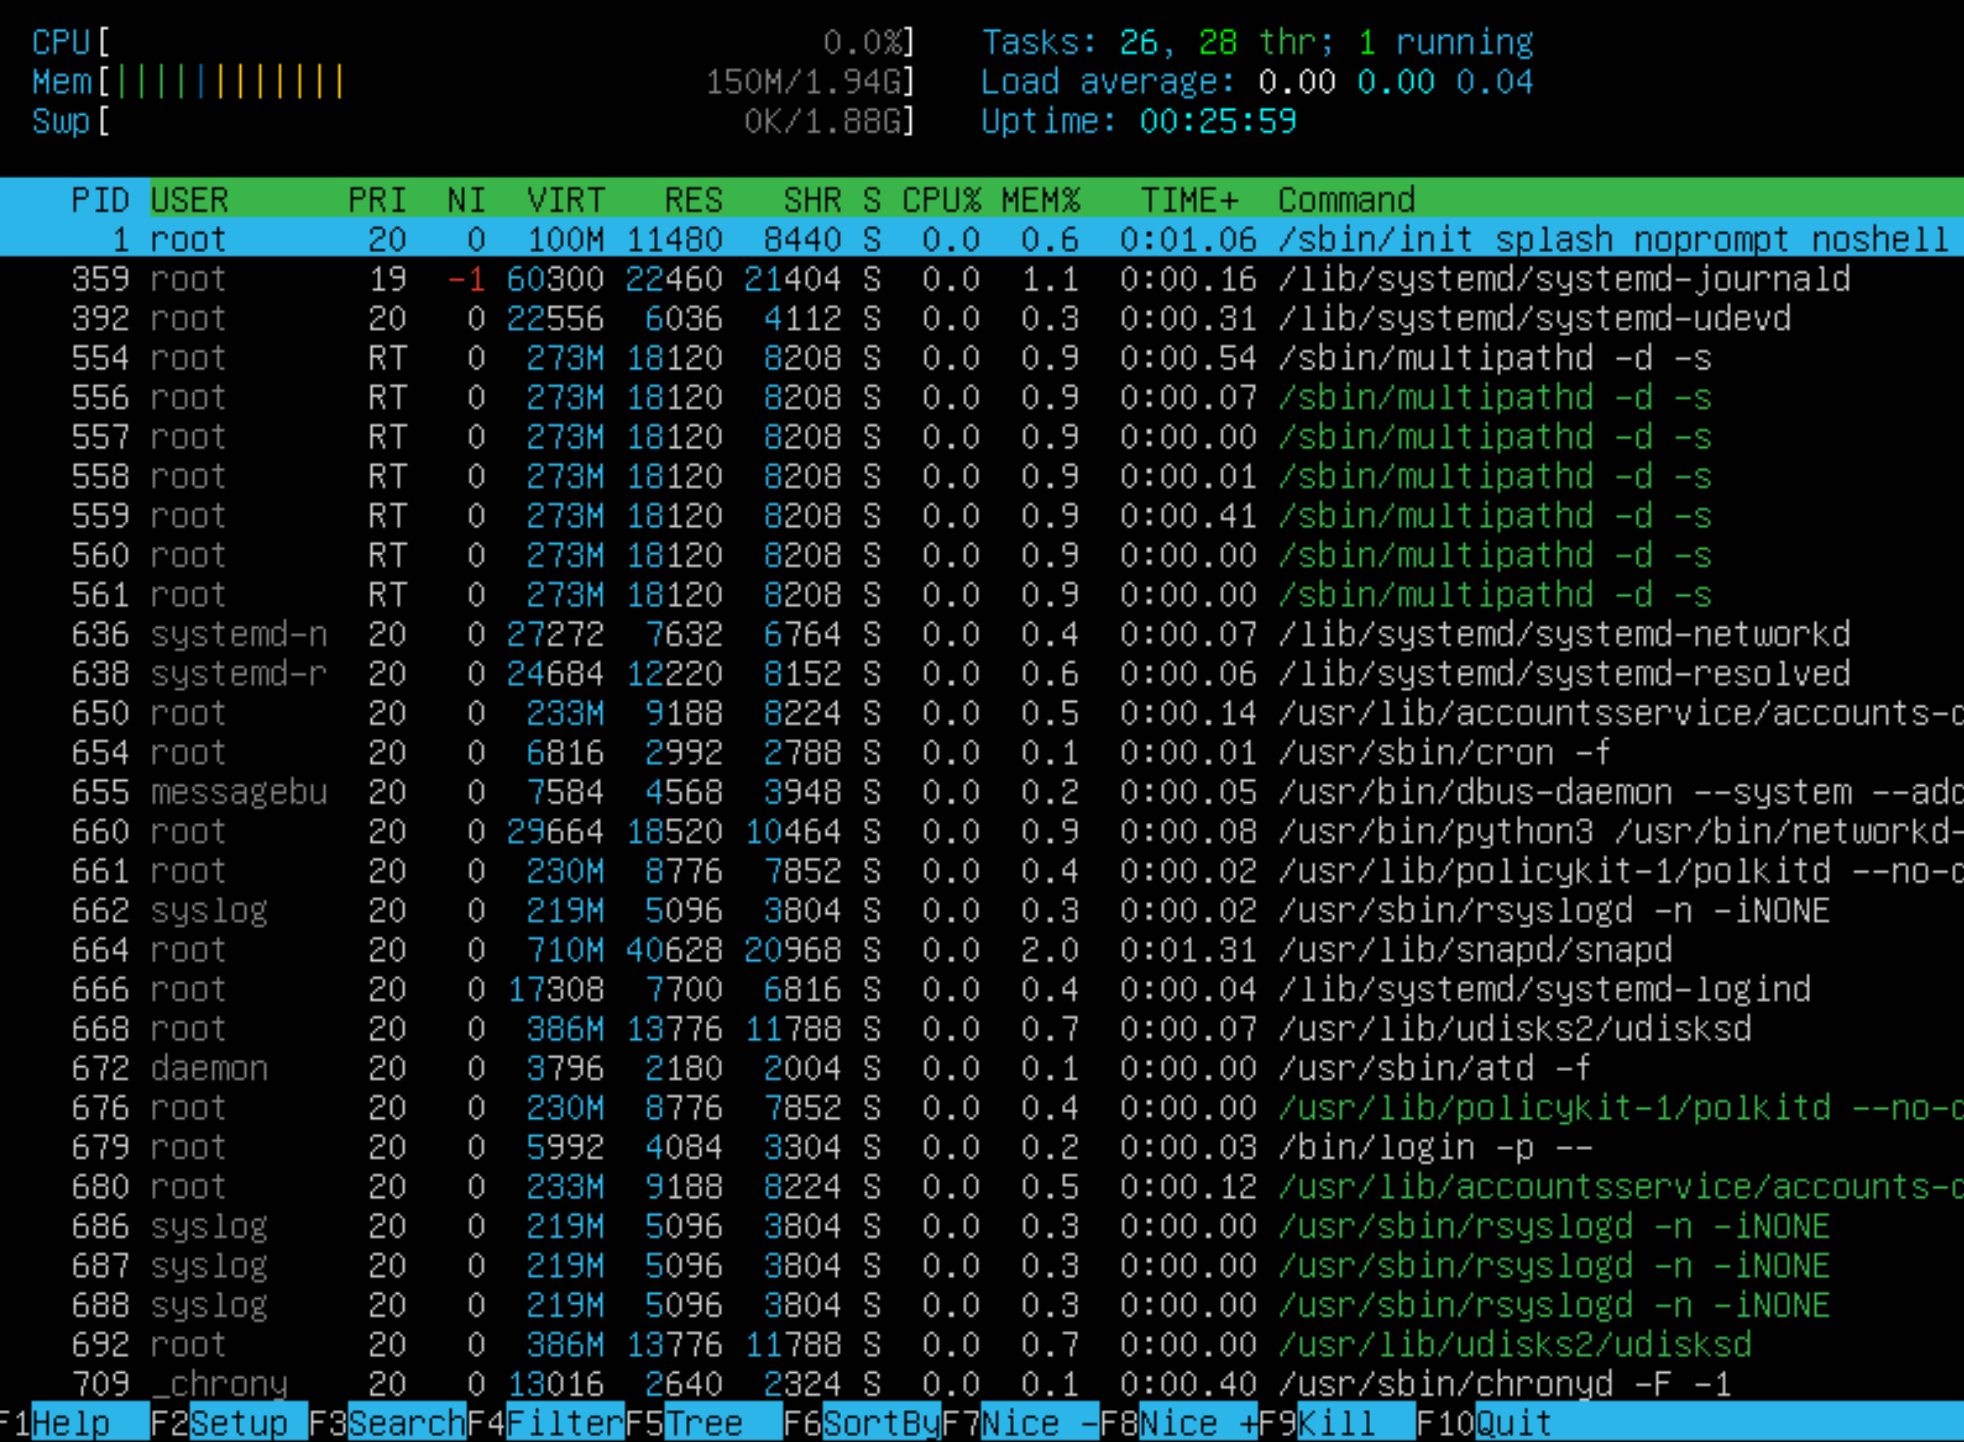 CPU[ 0.0%] Tasks: 26, 28 thr; 1 running
Mem[||||||||||||| 150M/1.94G] Load average: 0.00 0.00 0.04
Swp[ 0K/1.88G] Uptime: 00:25:59
PID USER PRI NI VIRT RES SHR S CPU% MEM% TIME+ Command
1 root 20 0 100M 11480 8440 S 0.0 0.6 0:01.06 /sbin/init splash noprompt noshell
359 root 19 -1 60300 22460 21404 S 0.0 1.1 0:00.16 /lib/systemd/systemd-journald
392 root 20 0 22556 6036 4112 S 0.0 0.3 0:00.31 /lib/systemd/systemd-udevd
554 root RT 0 273M 18120 8208 S 0.0 0.9 0:00.54 /sbin/multipathd -d -s
556 root RT 0 273M 18120 8208 S 0.0 0.9 0:00.07 /sbin/multipathd -d -s
557 root RT 0 273M 18120 8208 S 0.0 0.9 0:00.00 /sbin/multipathd -d -s
558 root RT 0 273M 18120 8208 S 0.0 0.9 0:00.01 /sbin/multipathd -d -s
559 root RT 0 273M 18120 8208 S 0.0 0.9 0:00.41 /sbin/multipathd -d -s
560 root RT 0 273M 18120 8208 S 0.0 0.9 0:00.00 /sbin/multipathd -d -s
561 root RT 0 273M 18120 8208 S 0.0 0.9 0:00.00 /sbin/multipathd -d -s
636 systemd-n 20 0 27272 7632 6764 S 0.0 0.4 0:00.07 /lib/systemd/systemd-networkd
638 systemd-r 20 0 24684 12220 8152 S 0.0 0.6 0:00.06 /lib/systemd/systemd-resolved
650 root 20 0 233M 9188 8224 S 0.0 0.5 0:00.14 /usr/lib/accountsservice/accounts-d
654 root 20 0 6816 2992 2788 S 0.0 0.1 0:00.01 /usr/sbin/cron -f
655 messagebu 20 0 7584 4568 3948 S 0.0 0.2 0:00.05 /usr/bin/dbus-daemon --system --add
660 root 20 0 29664 18520 10464 S 0.0 0.9 0:00.08 /usr/bin/python3 /usr/bin/networkd-
661 root 20 0 230M 8776 7852 S 0.0 0.4 0:00.02 /usr/lib/policykit-1/polkitd --no-d
662 syslog 20 0 219M 5096 3804 S 0.0 0.3 0:00.02 /usr/sbin/rsyslogd -n -iNONE
664 root 20 0 710M 40628 20968 S 0.0 2.0 0:01.31 /usr/lib/snapd/snapd
666 root 20 0 17308 7700 6816 S 0.0 0.4 0:00.04 /lib/systemd/systemd-logind
668 root 20 0 386M 13776 11788 S 0.0 0.7 0:00.07 /usr/lib/udisks2/udisksd
672 daemon 20 0 3796 2180 2004 S 0.0 0.1 0:00.00 /usr/sbin/atd -f
676 root 20 0 230M 8776 7852 S 0.0 0.4 0:00.00 /usr/lib/policykit-1/polkitd --no-d
679 root 20 0 5992 4084 3304 S 0.0 0.2 0:00.03 /bin/login -p --
680 root 20 0 233M 9188 8224 S 0.0 0.5 0:00.12 /usr/lib/accountsservice/accounts-d
686 syslog 20 0 219M 5096 3804 S 0.0 0.3 0:00.00 /usr/sbin/rsyslogd -n -iNONE
687 syslog 20 0 219M 5096 3804 S 0.0 0.3 0:00.00 /usr/sbin/rsyslogd -n -iNONE
688 syslog 20 0 219M 5096 3804 S 0.0 0.3 0:00.00 /usr/sbin/rsyslogd -n -iNONE
692 root 20 0 386M 13776 11788 S 0.0 0.7 0:00.00 /usr/lib/udisks2/udisksd
709 _chrony 20 0 13016 2640 2324 S 0.0 0.1 0:00.40 /usr/sbin/chronyd -F -1
F1Help F2Setup F3SearchF4FilterF5Tree F6SortByF7Nice -F8Nice +F9Kill F10Quit